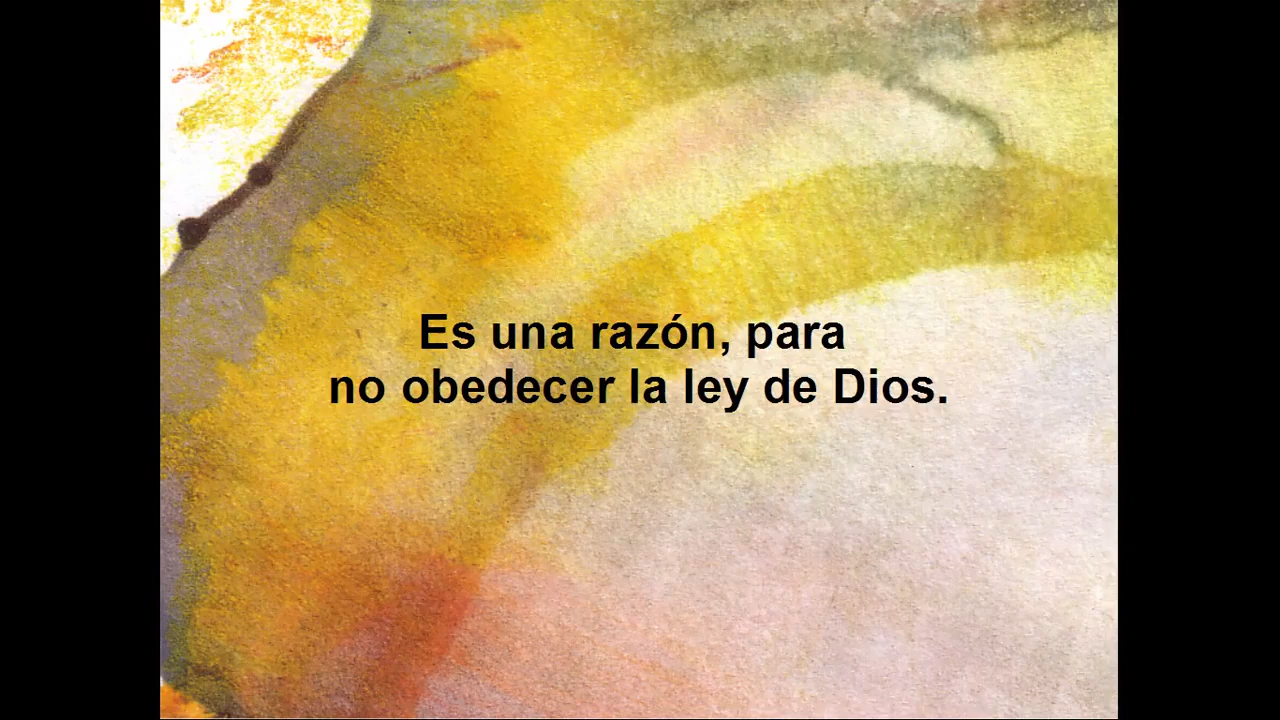 Es una razón, para
no obedecer la ley de Dios.